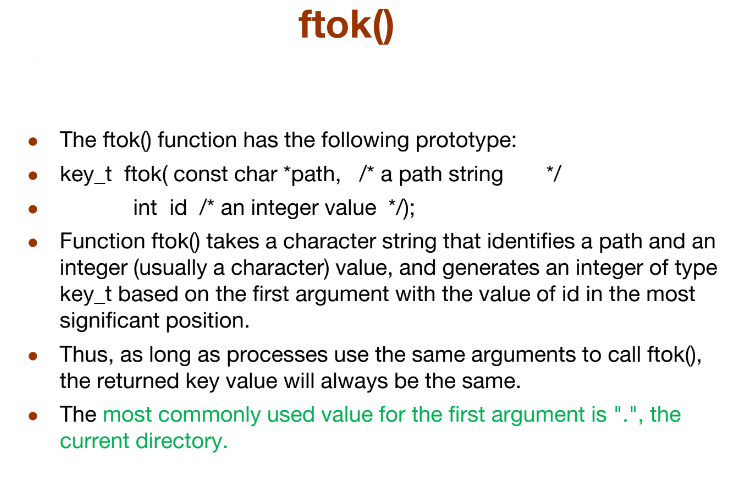 ftok()
• The ftok() function has the following prototype:
• key_t ftok( const char *path, /* a path string */
• int id /* an integer value */);
• Function ftok() takes a character string that identifies a path and an
integer (usually a character) value, and generates an integer of type
key_t based on the first argument with the value of id in the most
significant position.
• Thus, as long as processes use the same arguments to call ftok(),
the returned key value will always be the same.
• The most commonly used value for the first argument is ".", the
current directory.